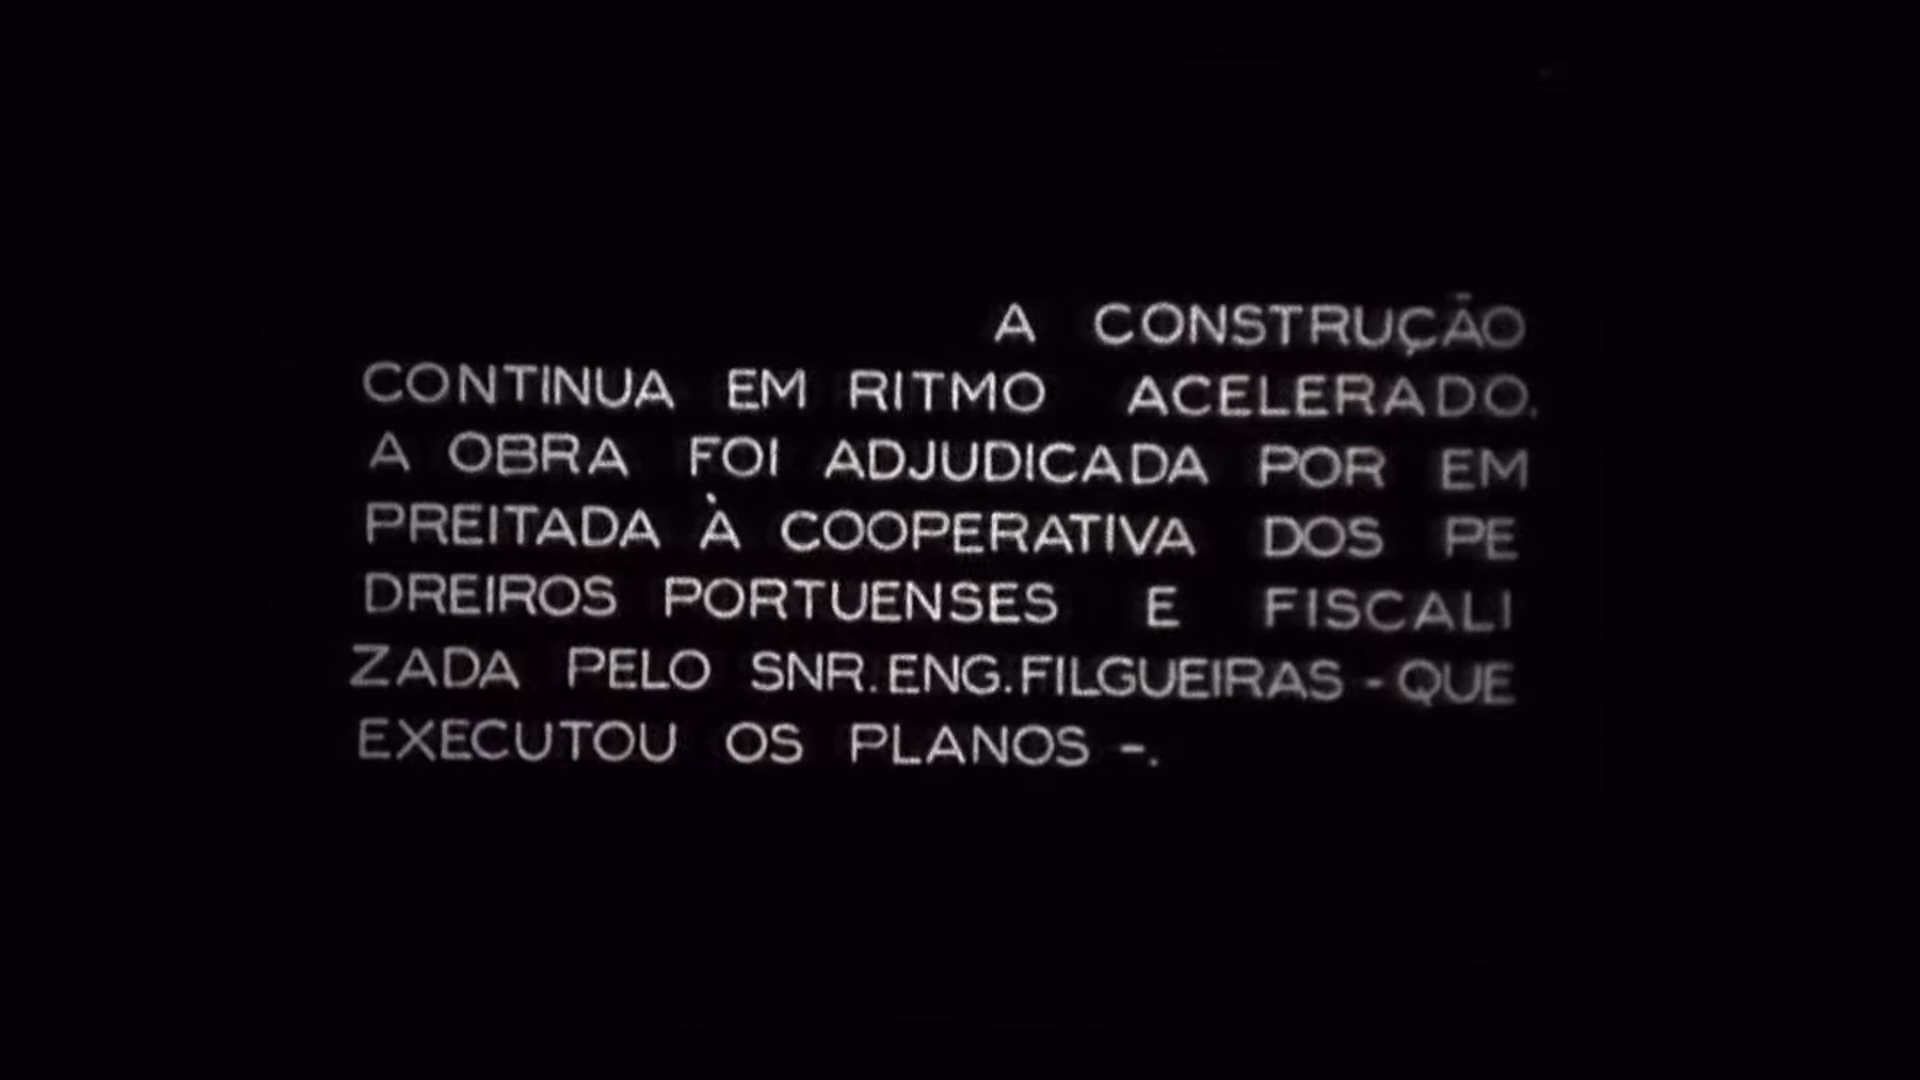 A CONSTRUÇÃO
CONTINUA EM RITMO ACELERADO.
A OBRA FOI ADJUDICADA POR EM
PREITADA À COOPERATIVA DOS PE
DREIROS PORTUENSES E FISCALI
ZADA PELO SNR. ENG. FILGUEIRAS - QUE
EXECUTOU OS PLANOS -.